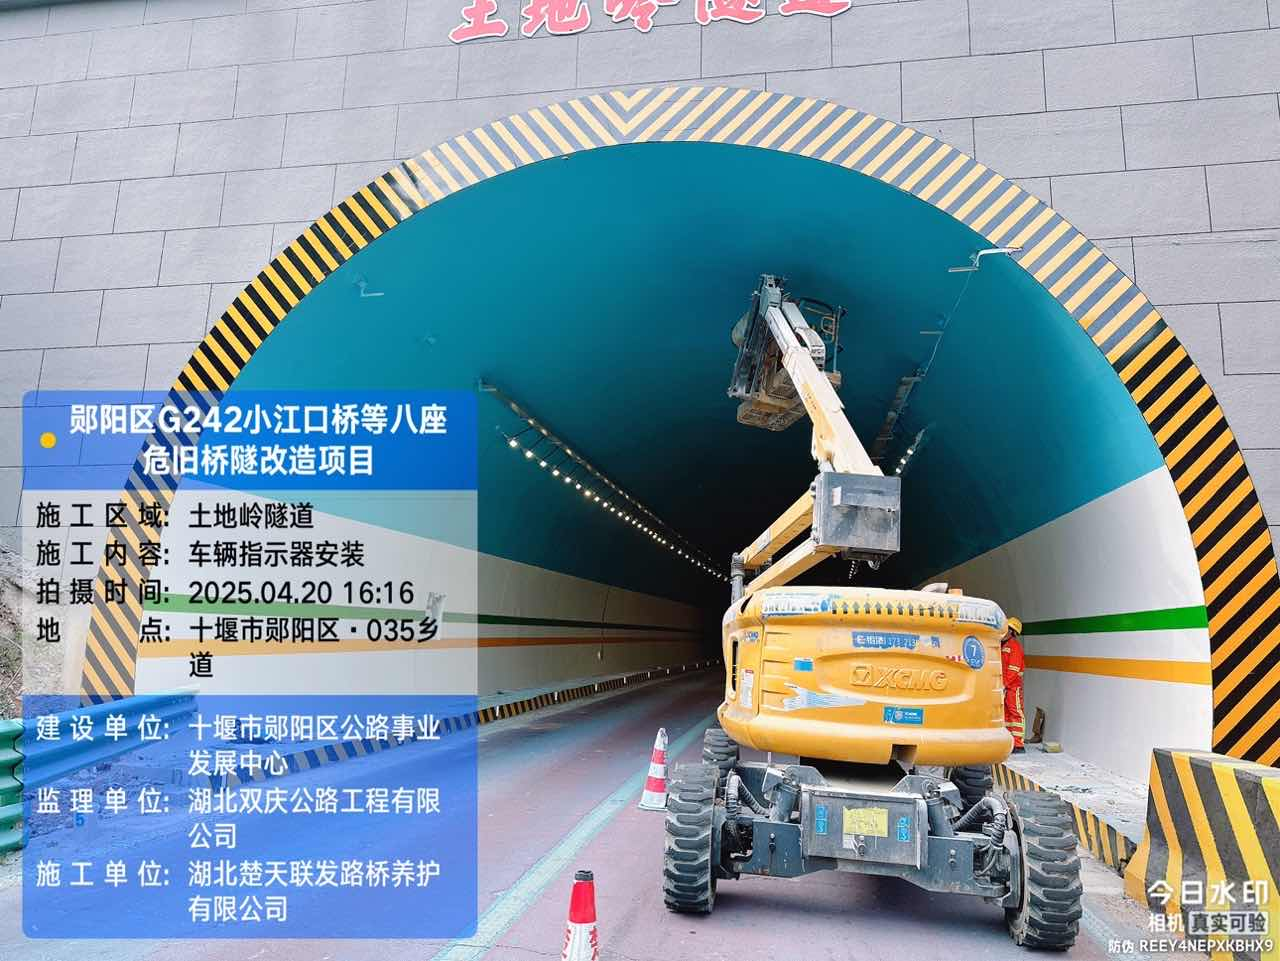 土地岭隧道
郧阳区G242小江口桥等八座
危旧桥隧改造项目
施工区域: 土地岭隧道
施工内容: 车辆指示器安装
拍摄时间: 2025.04.20 16:16
地点: 十堰市郧阳区·035乡
道
建设单位: 十堰市郧阳区公路事业
发展中心
监理单位: 湖北双庆公路工程有限
公司
施工单位: 湖北楚天联发路桥养护
有限公司
XCMG
7
今日水印
相机 真实可验
防伪 REEY4NEPXKBHX9